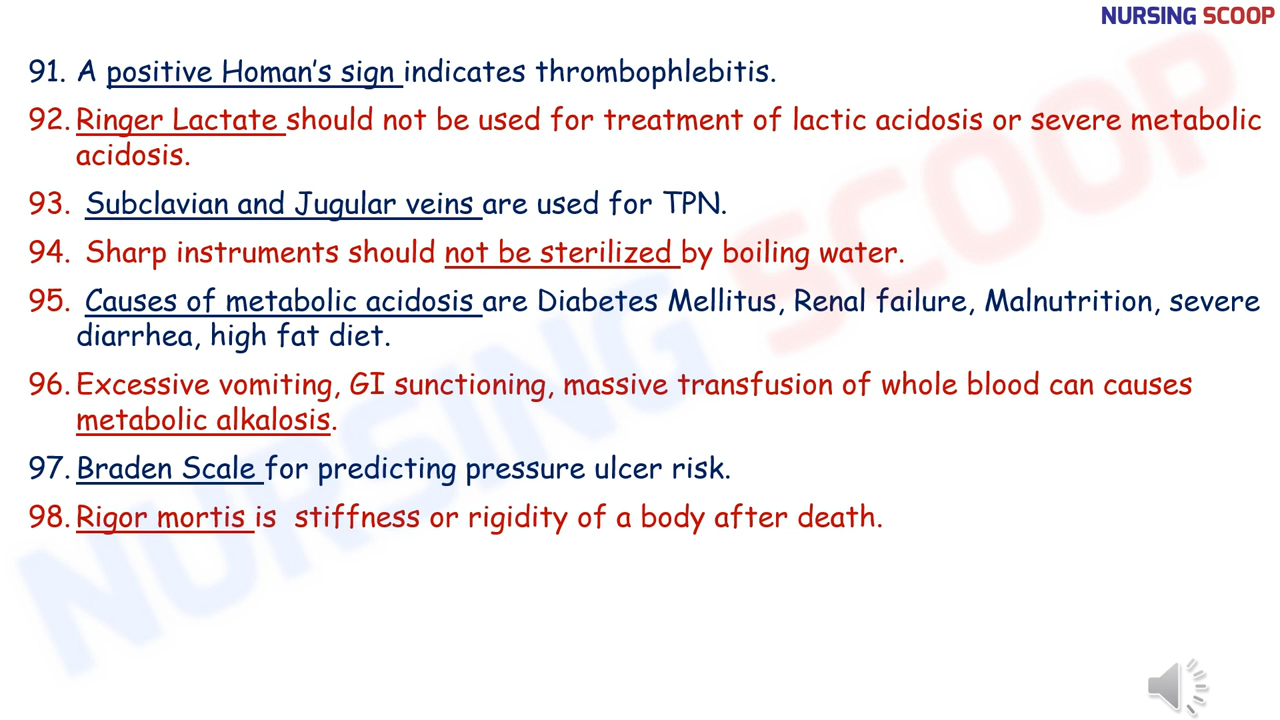 NURSING SCOOP
91. A positive Homan's sign indicates thrombophlebitis.
92. Ringer Lactate should not be used for treatment of lactic acidosis or severe metabolic
acidosis.
93. Subclavian and Jugular veins are used for TPN.
94. Sharp instruments should not be sterilized by boiling water.
95. Causes of metabolic acidosis are Diabetes Mellitus, Renal failure, Malnutrition, severe
diarrhea, high fat diet.
96. Excessive vomiting, GI sunctioning, massive transfusion of whole blood can causes
metabolic alkalosis.
97. Braden Scale for predicting pressure ulcer risk.
98. Rigor mortis is stiffness or rigidity of a body after death.
NURSING SCOOP